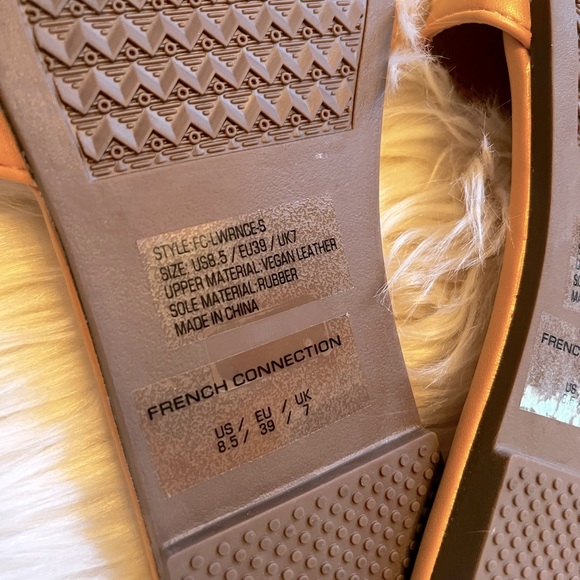 STYLE:FC-LWRNCE-S
SIZE: US8.5 / EU39 / UK7
UPPER MATERIAL:VEGAN LEATHER
SOLE MATERIAL:RUBBER
MADE IN CHINA
FRENCH CONNECTION
US / EU / UK
8.5 / 39 / 7
FRENCH
US